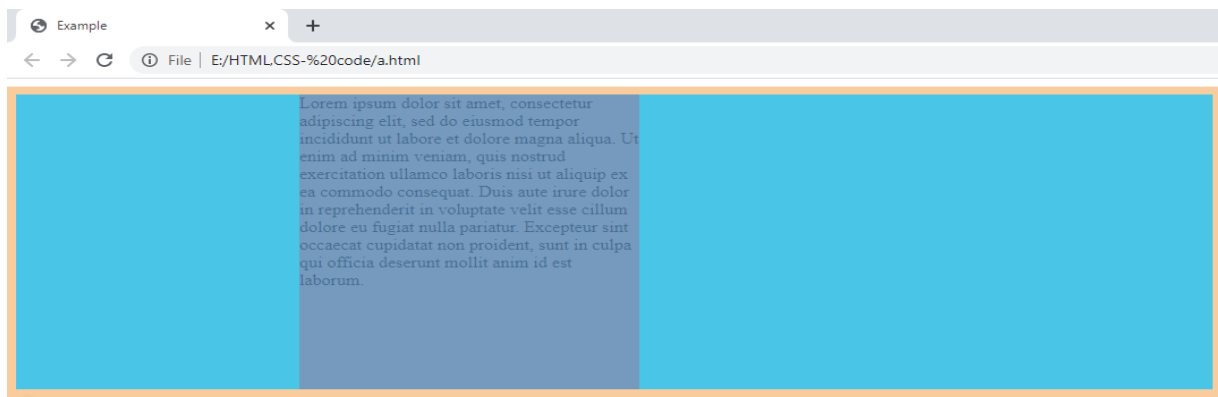 Example
File | E:/HTML,CSS-%20code/a.html
Lorem ipsum dolor sit amet, consectetur
adipiscing elit, sed do eiusmod tempor
incididunt ut labore et dolore magna aliqua. Ut
enim ad minim veniam, quis nostrud
exercitation ullamco laboris nisi ut aliquip ex
ea commodo consequat. Duis aute irure dolor
in reprehenderit in voluptate velit esse cillum
dolore eu fugiat nulla pariatur. Excepteur sint
occaecat cupidatat non proident, sunt in culpa
qui officia deserunt mollit anim id est
laborum.